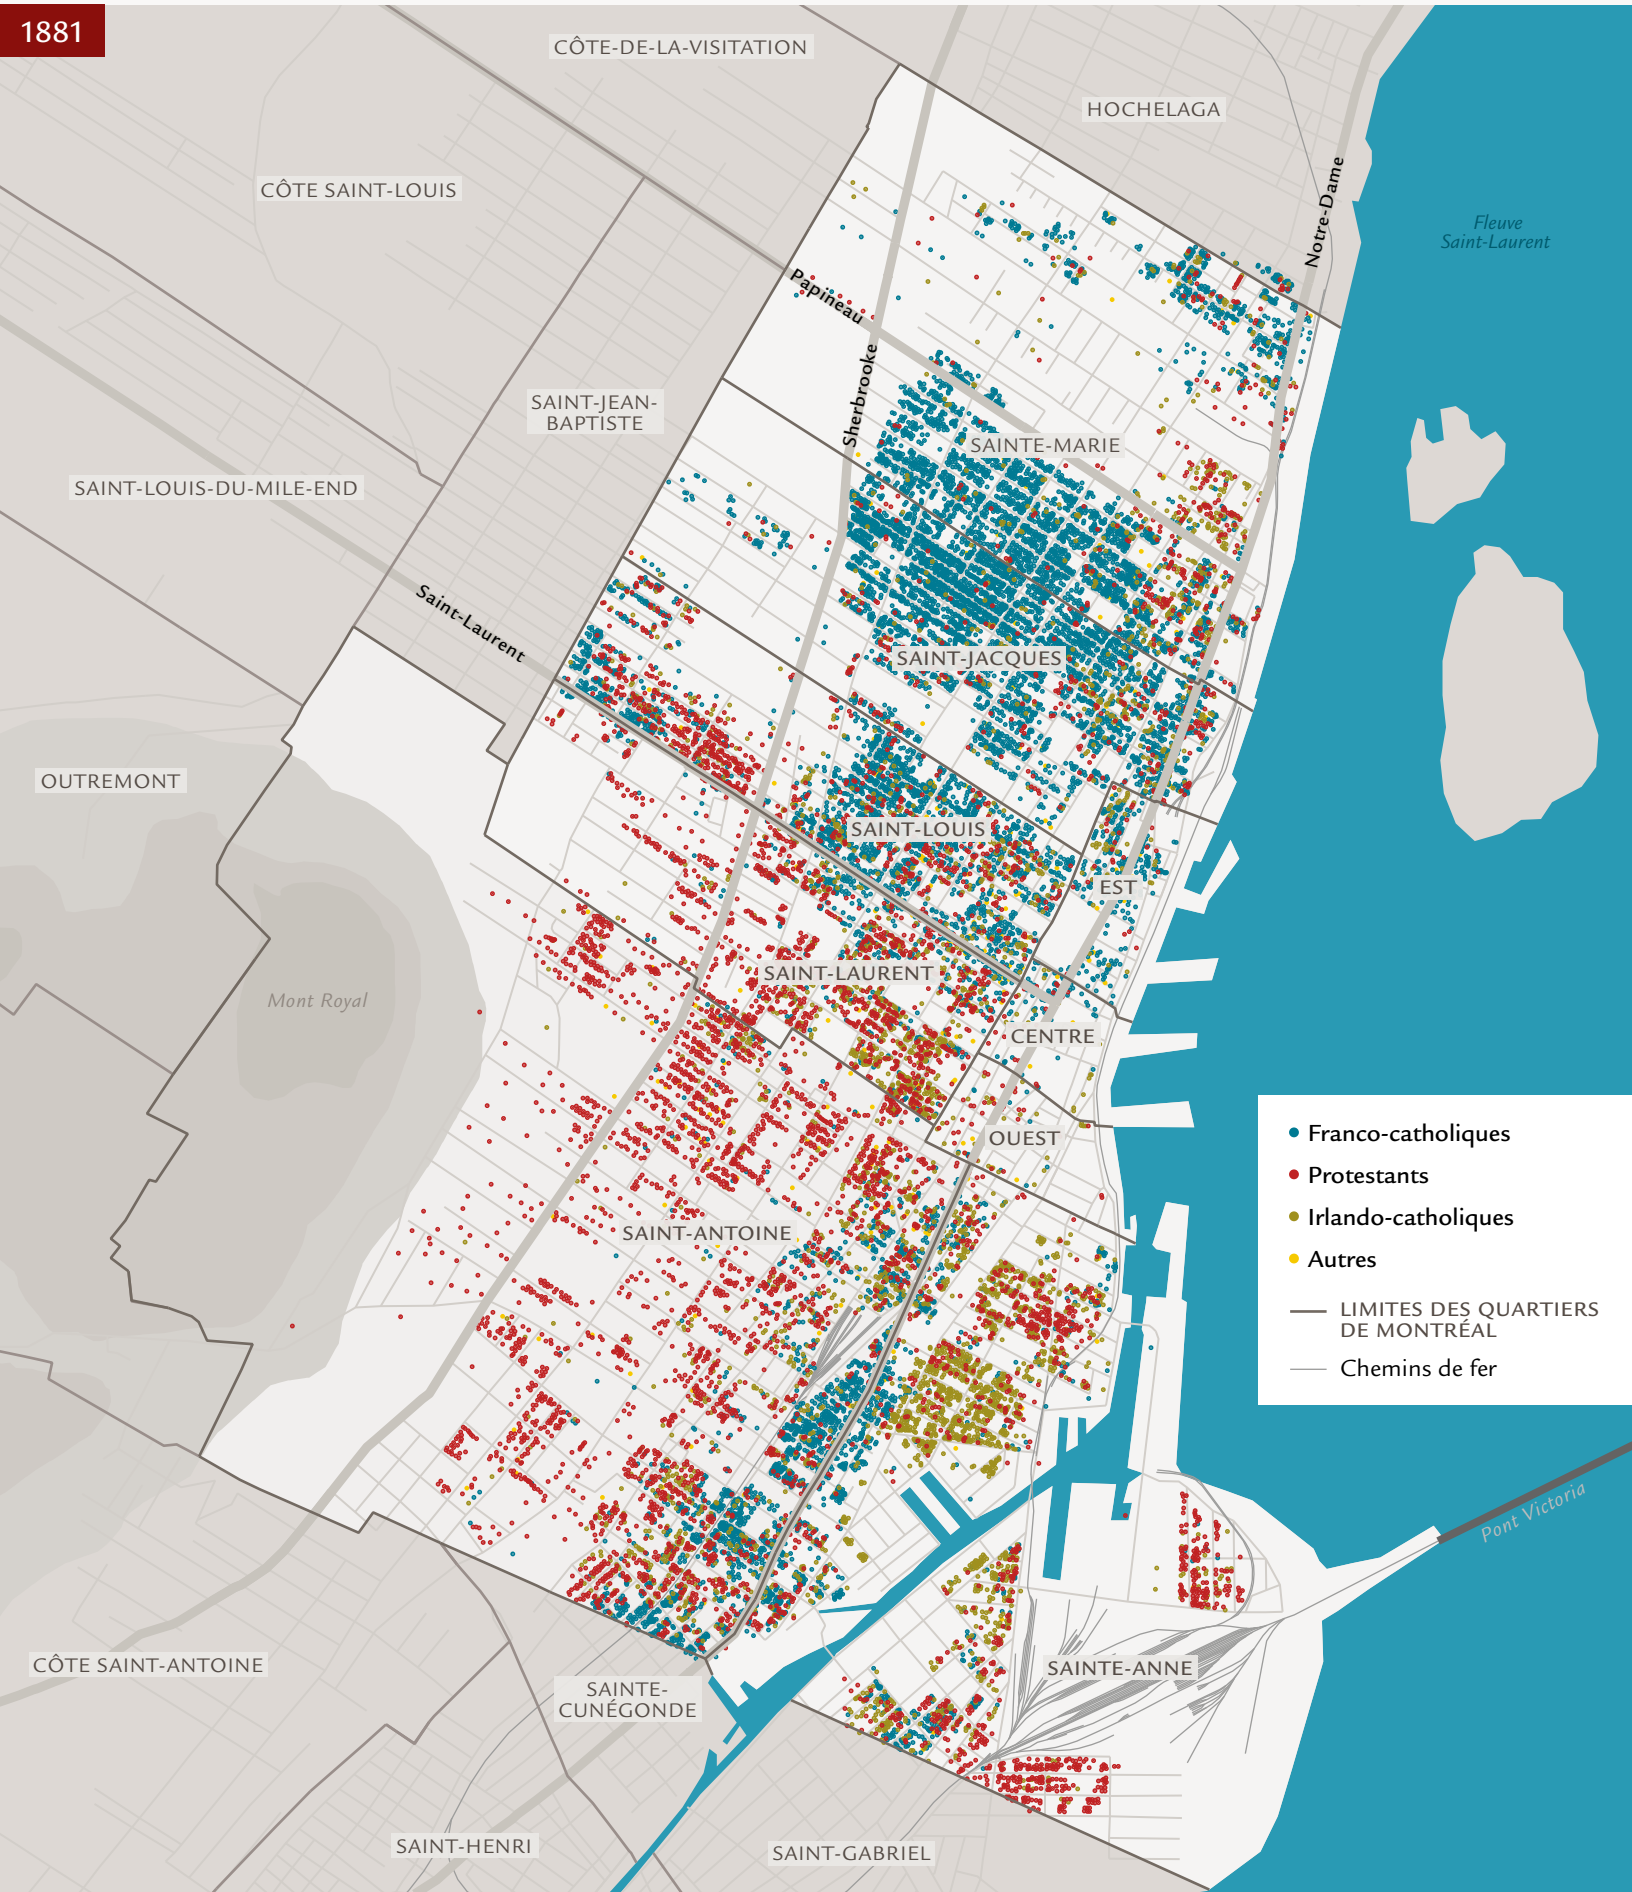 1881
CÔTE-DE-LA-VISITATION
HOCHELAGA
CÔTE SAINT-LOUIS
Notre-Dame
Fleuve
Saint-Laurent
Papineau
Sherbrooke
SAINT-JEAN-
BAPTISTE
SAINTE-MARIE
SAINT-LOUIS-DU-MILE-END
Saint-Laurent
SAINT-JACQUES
OUTREMONT
SAINT-LOUIS
EST
SAINT-LAURENT
Mont Royal
CENTRE
OUEST
SAINT-ANTOINE
Franco-catholiques
Protestants
Irlando-catholiques
Autres
LIMITES DES QUARTIERS
DE MONTRÉAL
Chemins de fer
Pont Victoria
CÔTE SAINT-ANTOINE
SAINTE-ANNE
SAINTE-
CUNÉGONDE
SAINT-HENRI
SAINT-GABRIEL